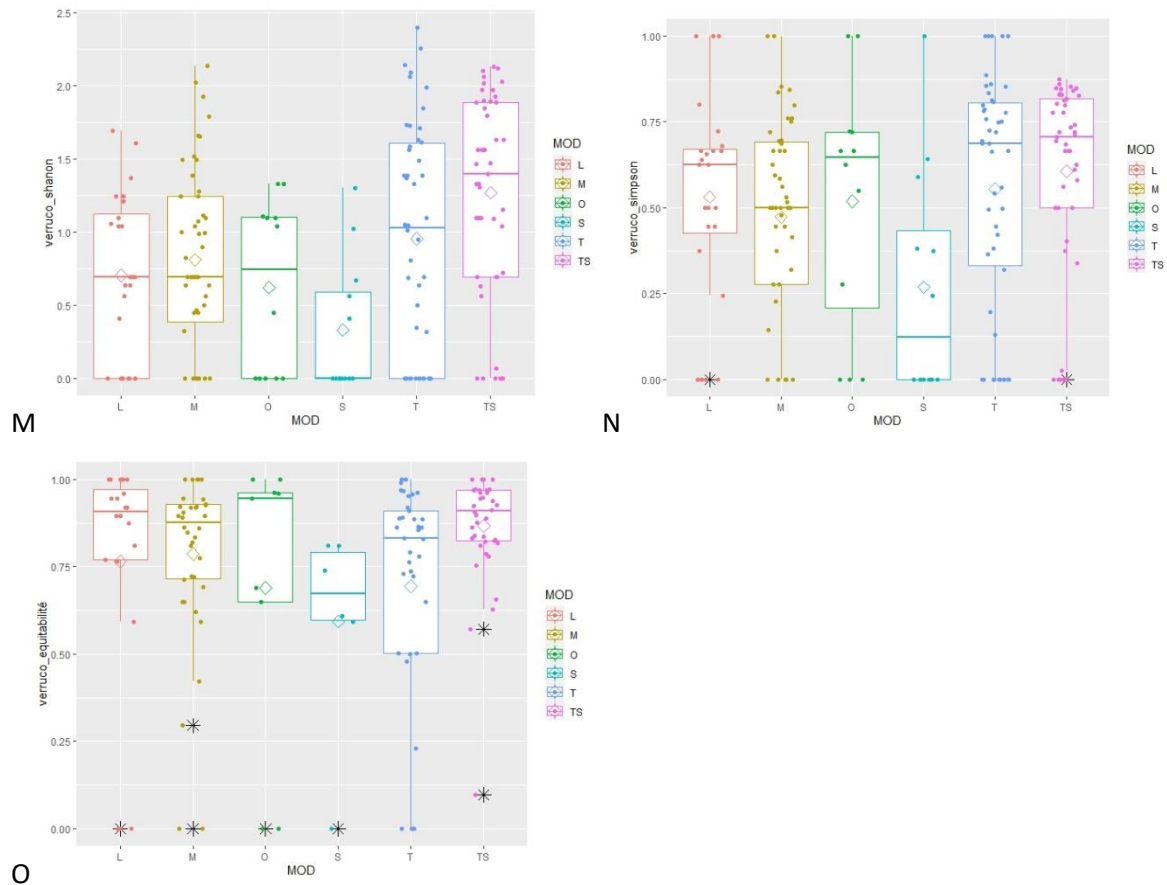 2.5
2.0
1.5
1.0
0.5
0.0
verruco_shanon
L M O S T TS
MOD
MOD
L
M
O
S
T
TS
M
1.00
0.75
0.50
0.25
0.00
verruco_simpson
L M O S T TS
MOD
MOD
L
M
O
S
T
TS
N
1.00
0.75
0.50
0.25
0.00
verruco_equitabilité
L M O S T TS
MOD
MOD
L
M
O
S
T
TS
O